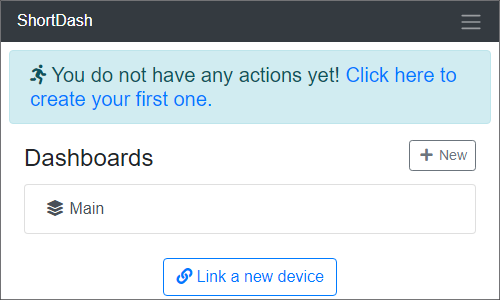 ShortDash
You do not have any actions yet! Click here to
create your first one.
Dashboards
New
Main
Link a new device